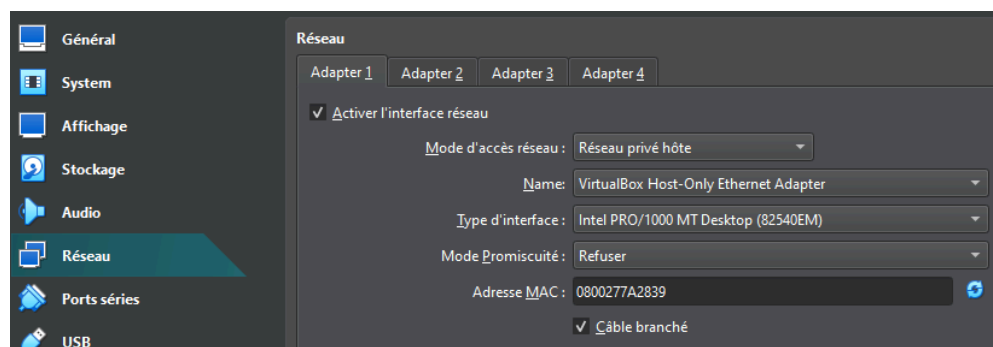 Général
System
Affichage
Stockage
Audio
Réseau
Ports séries
USB
Réseau
Adapter 1 Adapter 2 Adapter 3 Adapter 4
Activer l'interface réseau
Mode d'accès réseau : Réseau privé hôte
Name: VirtualBox Host-Only Ethernet Adapter
Type d'interface : Intel PRO/1000 MT Desktop (82540EM)
Mode Promiscuité : Refuser
Adresse MAC : 0800277A2839
Câble branché